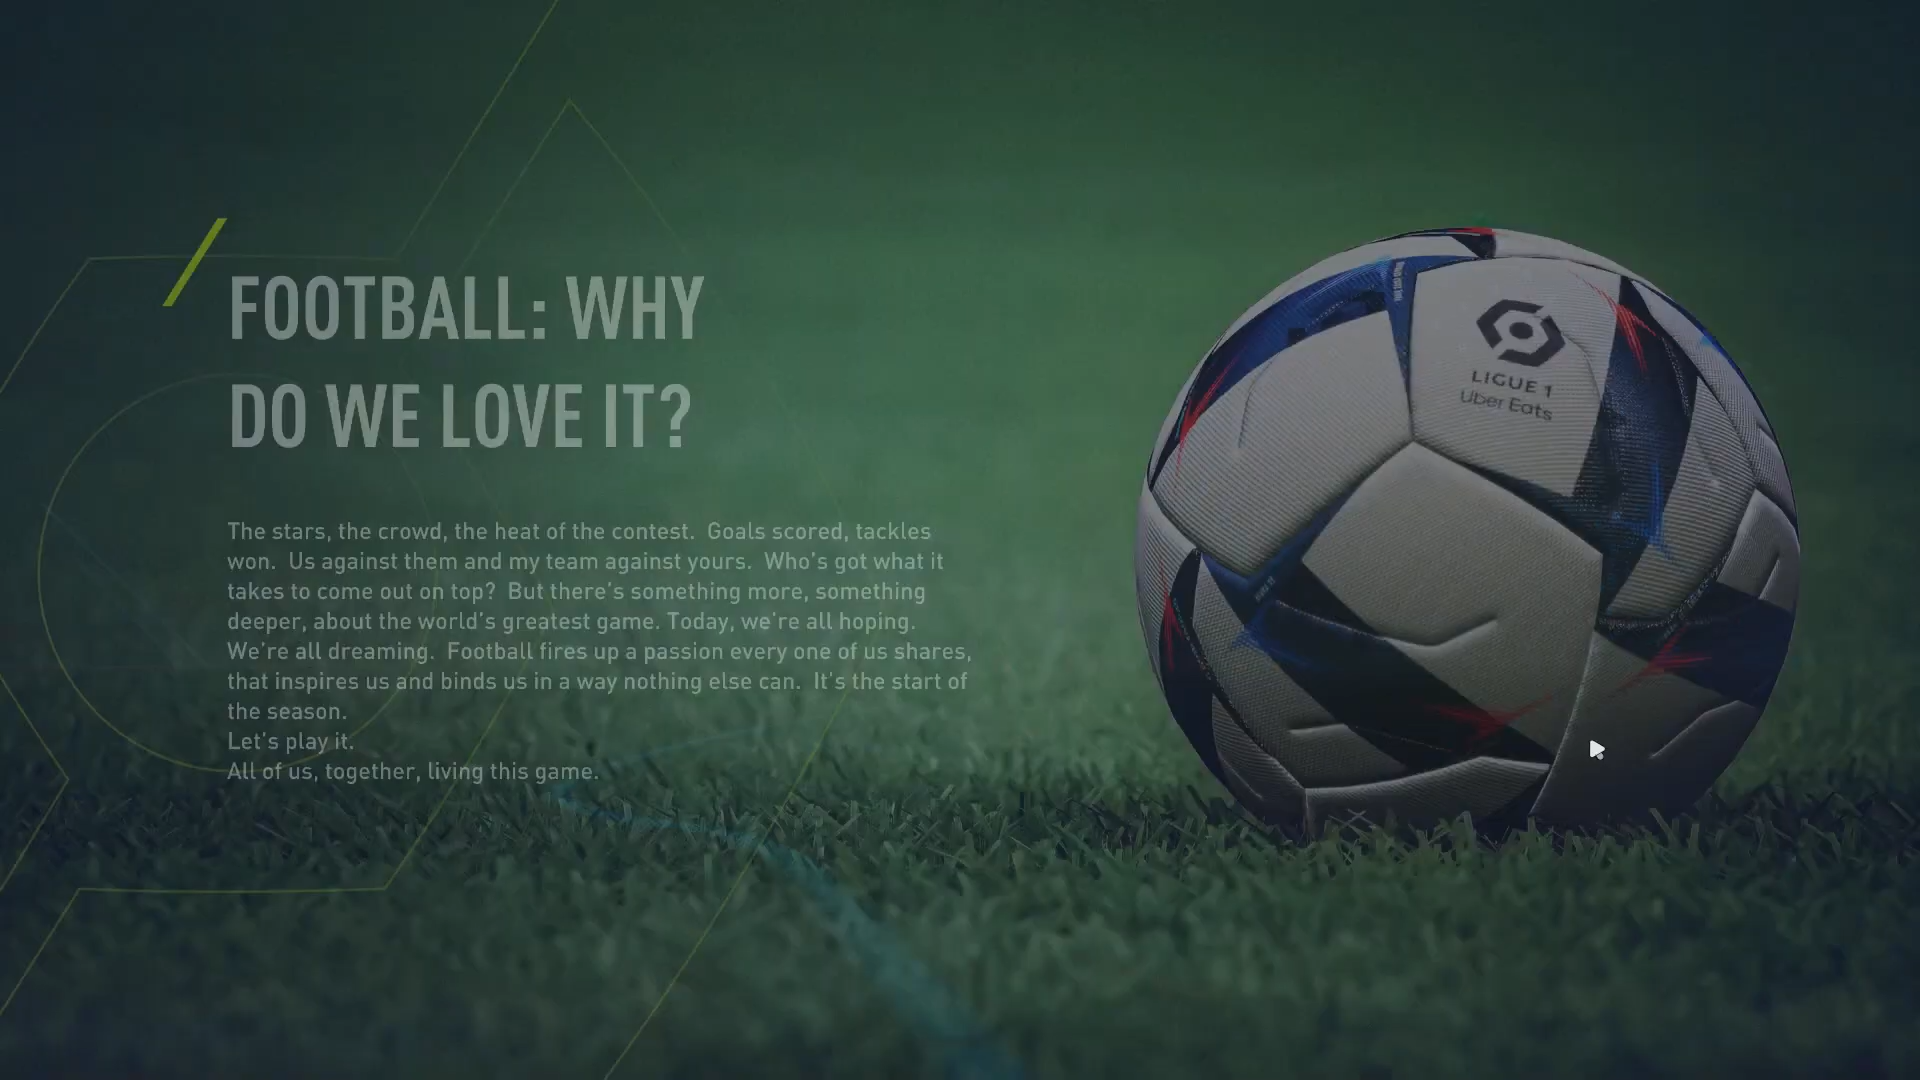 FOOTBALL: WHY
DO WE LOVE IT?
The stars, the crowd, the heat of the contest.  Goals scored, tackles
won.  Us against them and my team against yours.  Who's got what it
takes to come out on top?  But there's something more, something
deeper, about the world's greatest game. Today, we're all hoping.
We're all dreaming.  Football fires up a passion every one of us shares,
that inspires us and binds us in a way nothing else can.  It's the start of
the season.
Let's play it.
All of us, together, living this game.
LIGUE 1
Uber Eats